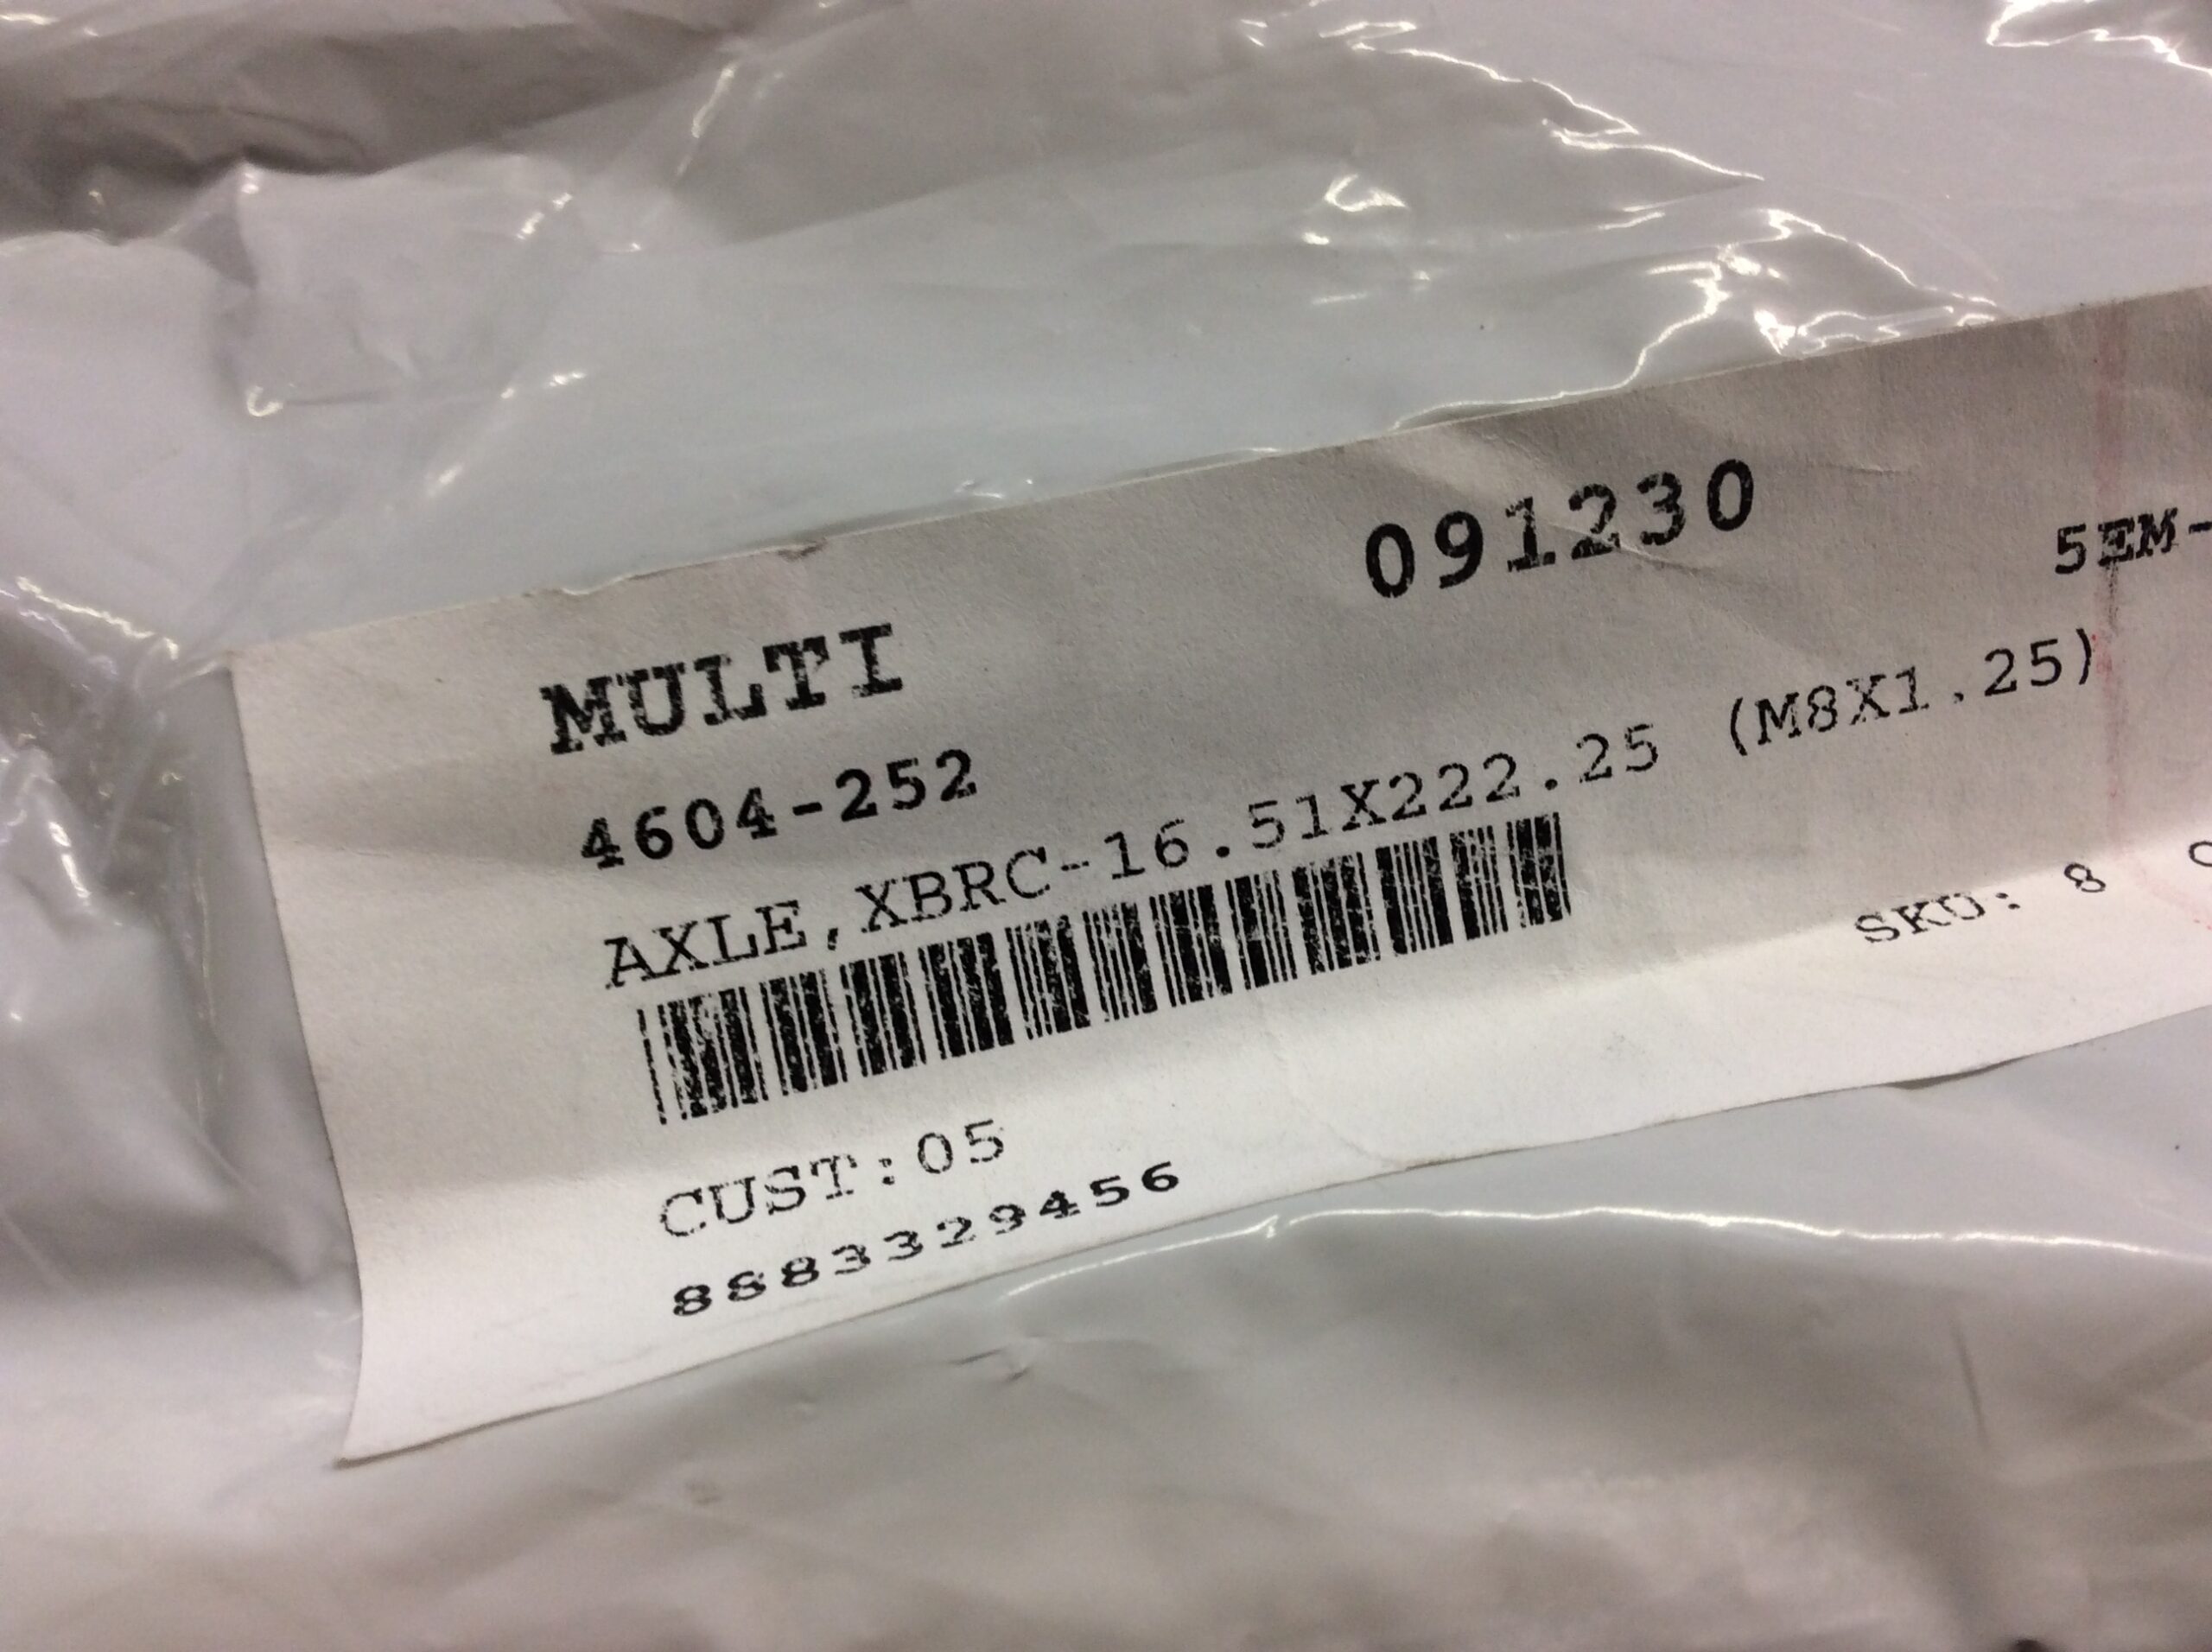 MULTI 091230 5EM-
4604-252
AXLE,XBRC-16.51X222.25 (M8X1.25)
SKU: 8
CUST:05
8883329456